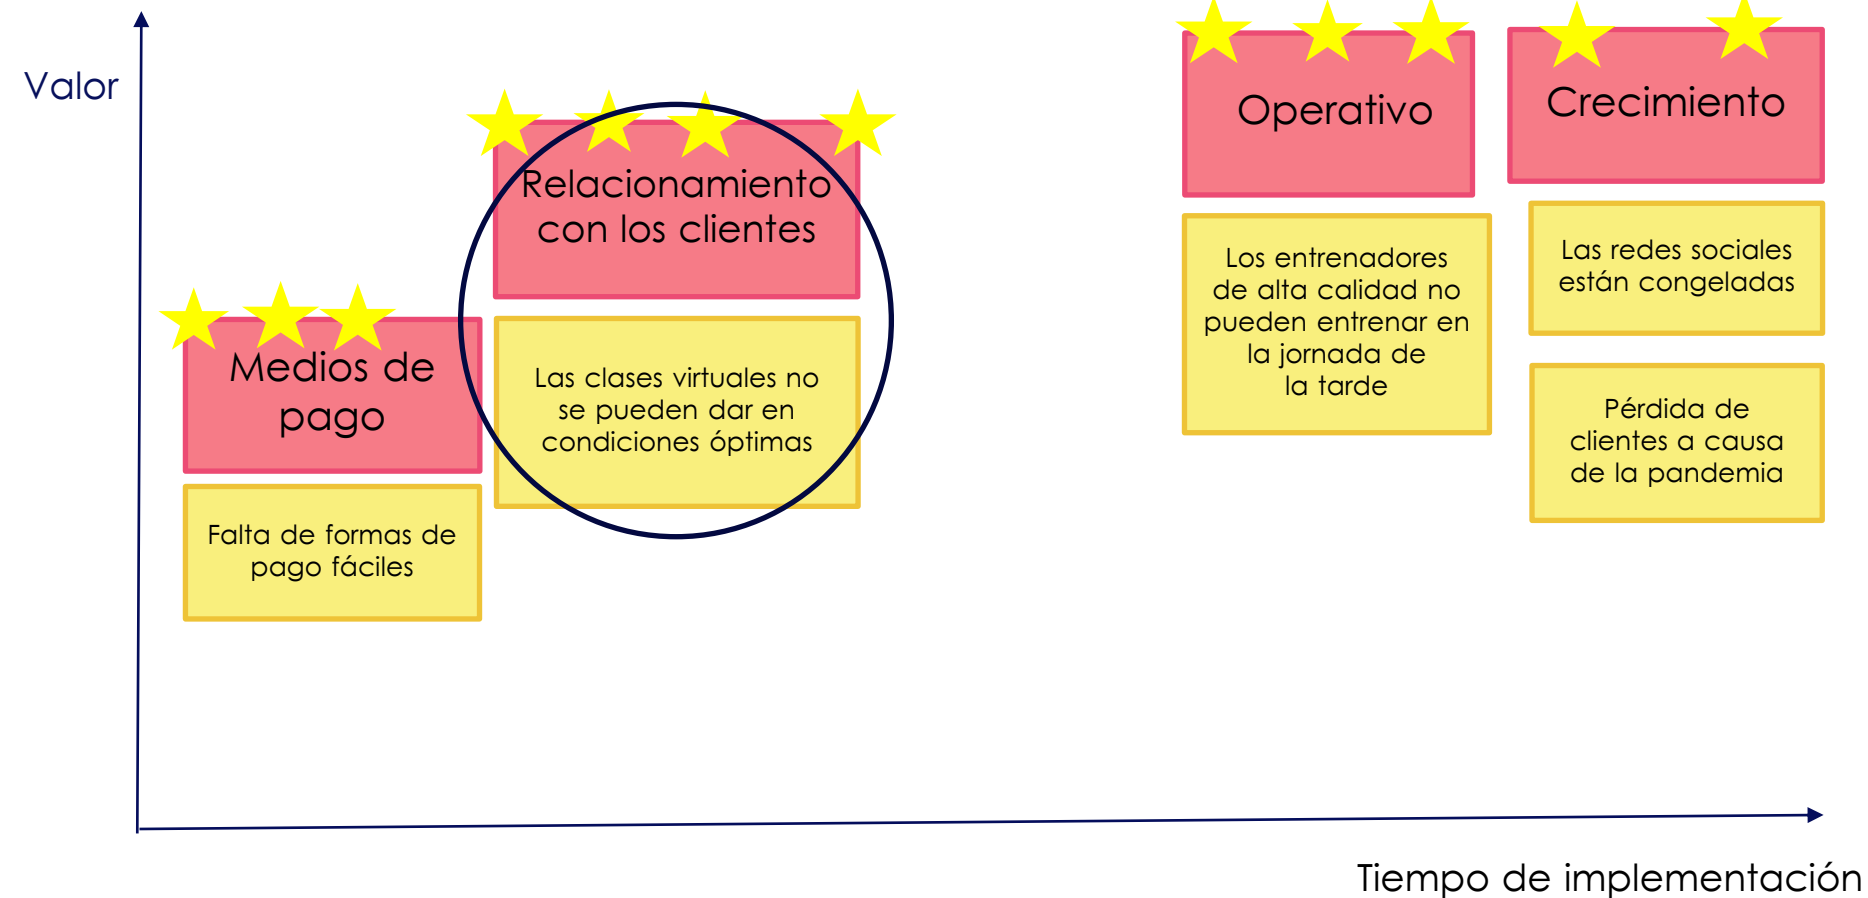 Valor
Medios de
pago
Falta de formas de
pago fáciles
Relacionamiento
con los clientes
Las clases virtuales no
se pueden dar en
condiciones óptimas
Operativo
Los entrenadores
de alta calidad no
pueden entrenar en
la jornada de
la tarde
Crecimiento
Las redes sociales
están congeladas
Pérdida de
clientes a causa
de la pandemia
Tiempo de implementación